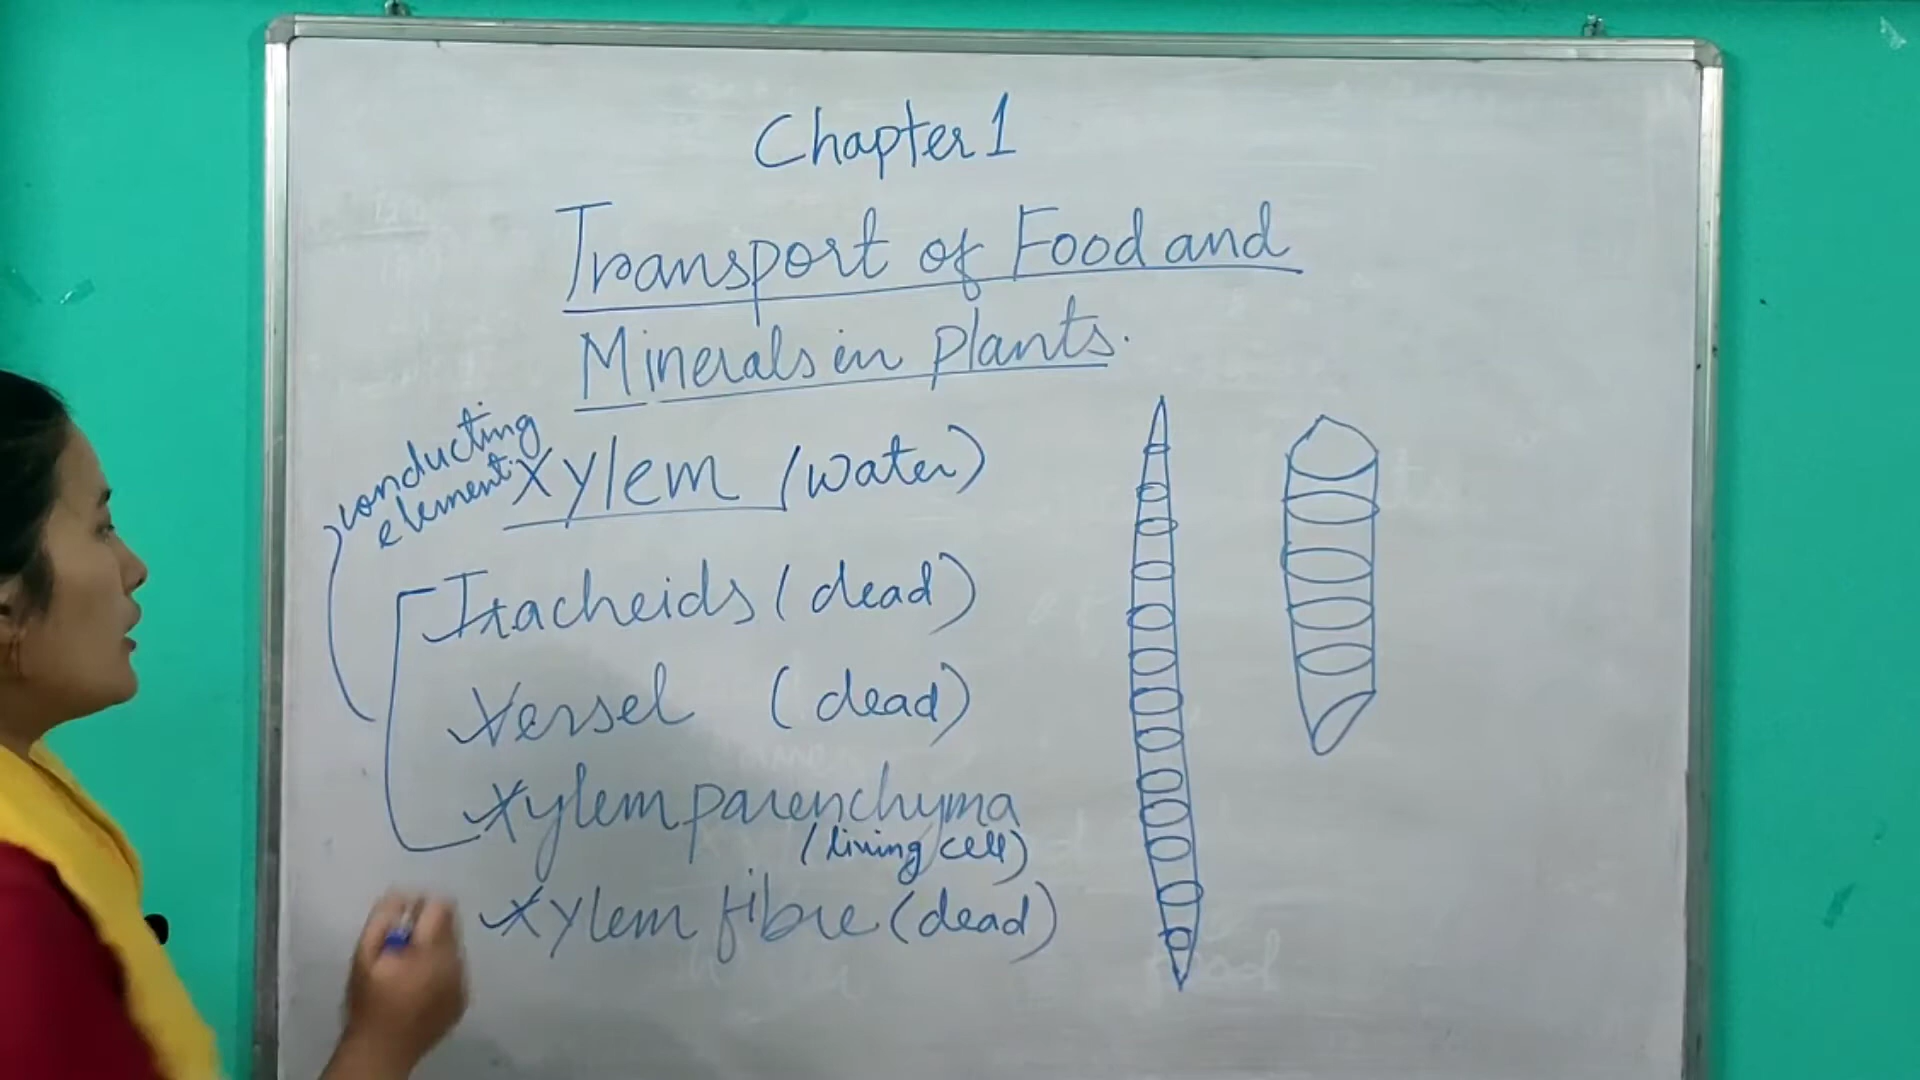 Chapter 1
Transport of Food and
Minerals in plants.
conducting
element.
Xylem (water)
Tracheids (dead)
Vessel (dead)
Xylem parenchyma
(living cell)
Xylem fibre (dead)